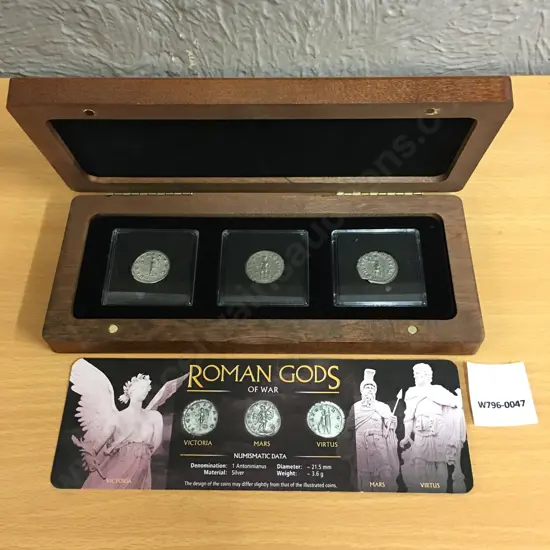 ROMAN GODS
OF WAR
VICTORIA MARS VIRTUS
NUMISMATIC DATA
Denomination: 1 Antoninianus Diameter: ~ 21.5 mm
Material: Silver Weight: ~ 3.6 g
The design of the coins may differ slightly from that of the illustrated coins.
VICTORIA
MARS VIRTUS
W796-0047